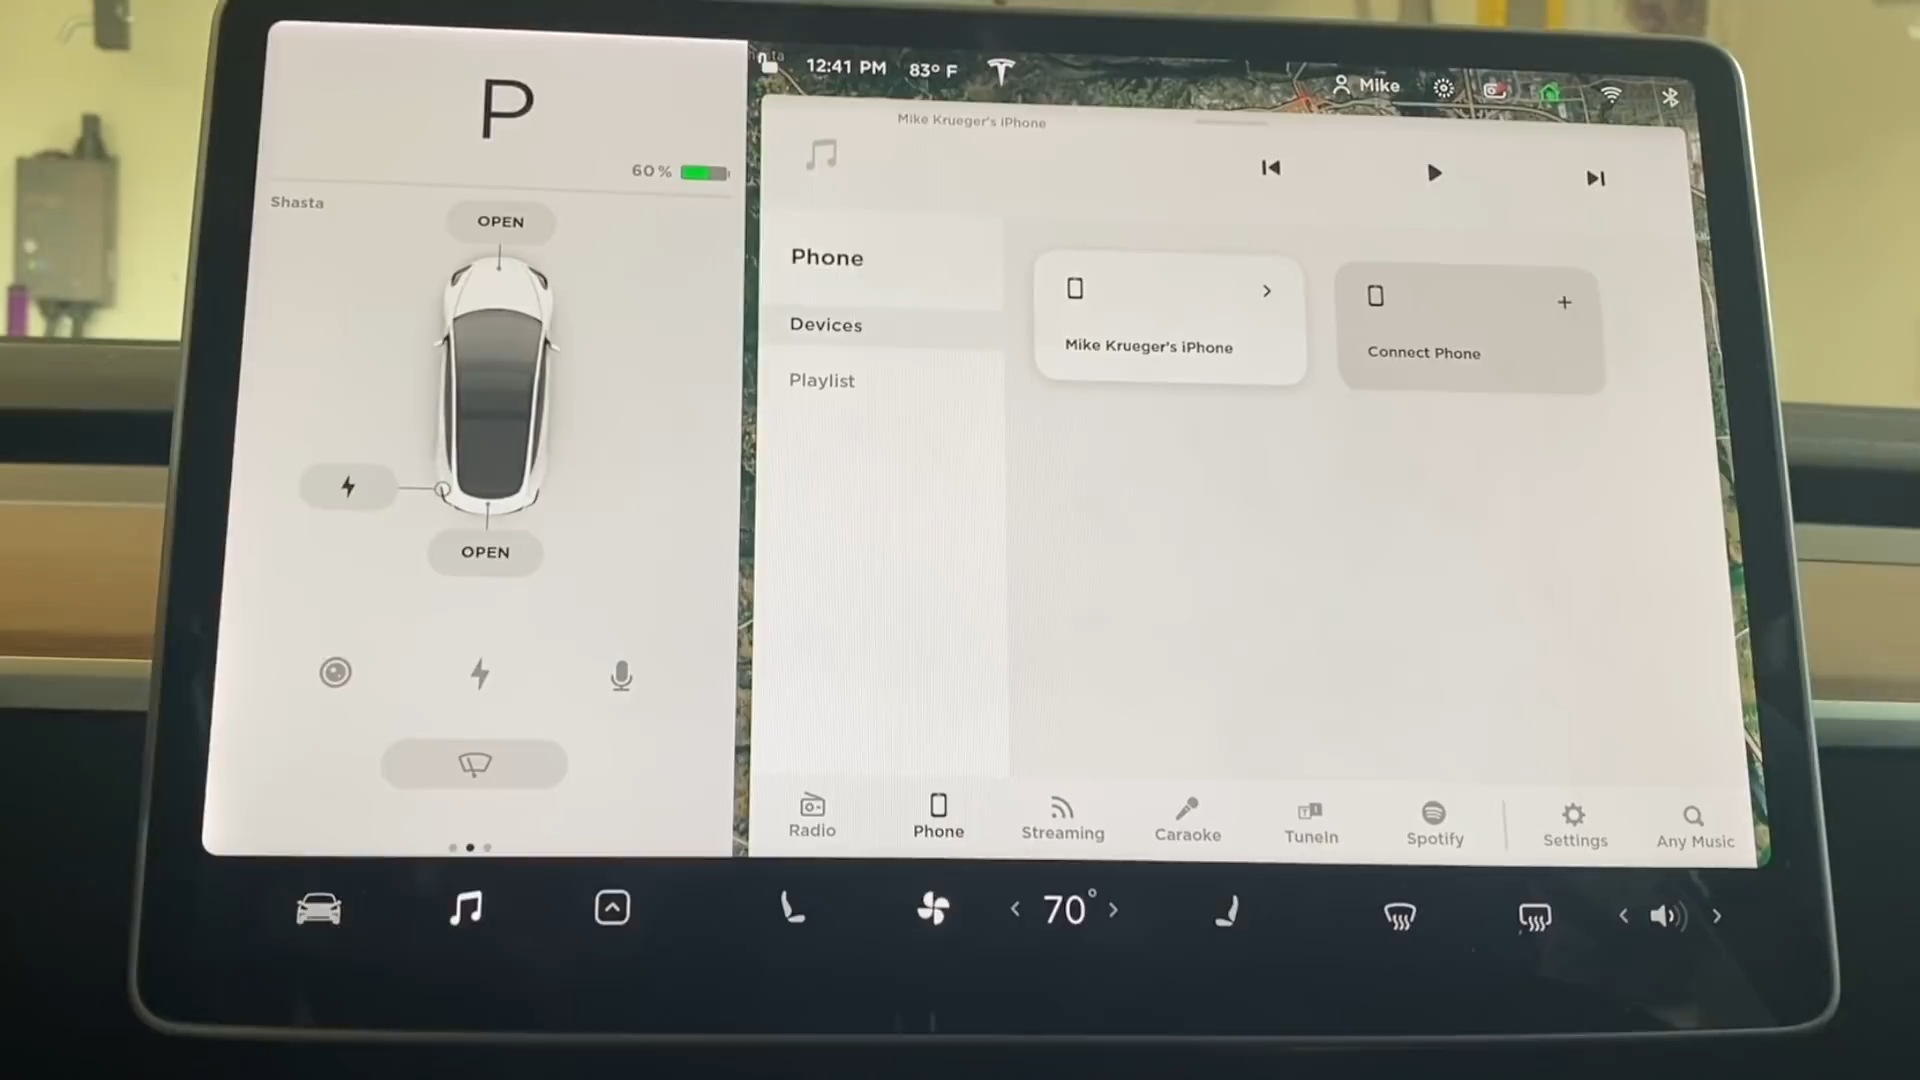 P
60 %
Shasta
OPEN
OPEN
12:41 PM 83° F
Mike
Mike Krueger's iPhone
Phone
Devices
Playlist
Mike Krueger's iPhone
Connect Phone
Radio
Phone
Streaming
Caraoke
TuneIn
Spotify
Settings
Any Music
70°